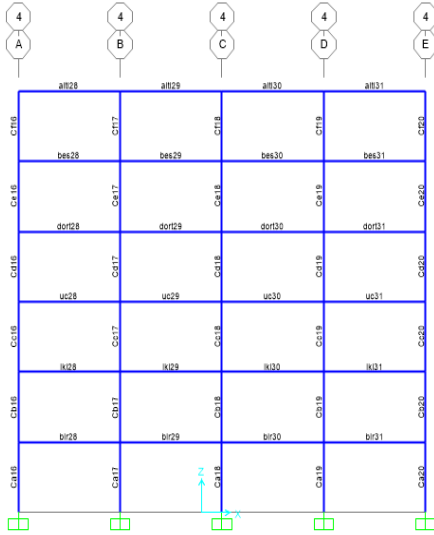 4 4 4 4 4
A B C D E
alti28 alti29 alti30 alti31
Cf16 Cf17 Cf18 Cf19 Cf20
bes28 bes29 bes30 bes31
Ce16 Ce17 Ce18 Ce19 Ce20
dort28 dort29 dort30 dort31
Cd16 Cd17 Cd18 Cd19 Cd20
uc28 uc29 uc30 uc31
Cc16 Cc17 Cc18 Cc19 Cc20
iki28 iki29 iki30 iki31
Cb16 Cb17 Cb18 Cb19 Cb20
bir28 bir29 bir30 bir31
Ca16 Ca17 Ca18 Ca19 Ca20
Z
X